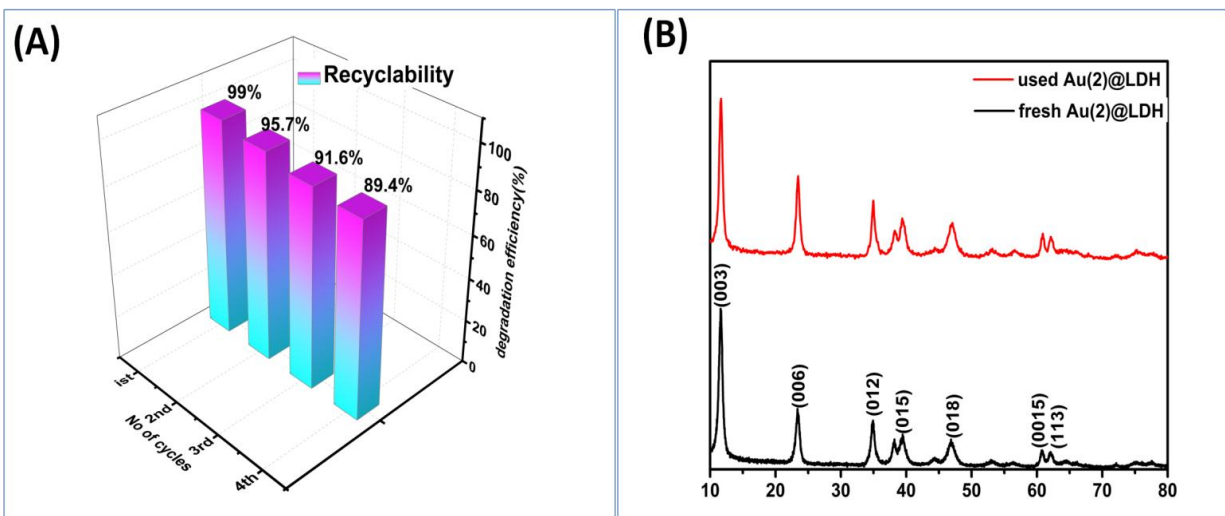 (A)
Recyclability
99%
95.7%
91.6%
89.4%
100
80
60
40
20
0
degradation efficiency(%)
ist
2nd
3rd
4th
No of cycles
(B)
used Au(2)@LDH
fresh Au(2)@LDH
(003)
(006)
(012)
(015)
(018)
(0015)
(113)
10 20 30 40 50 60 70 80